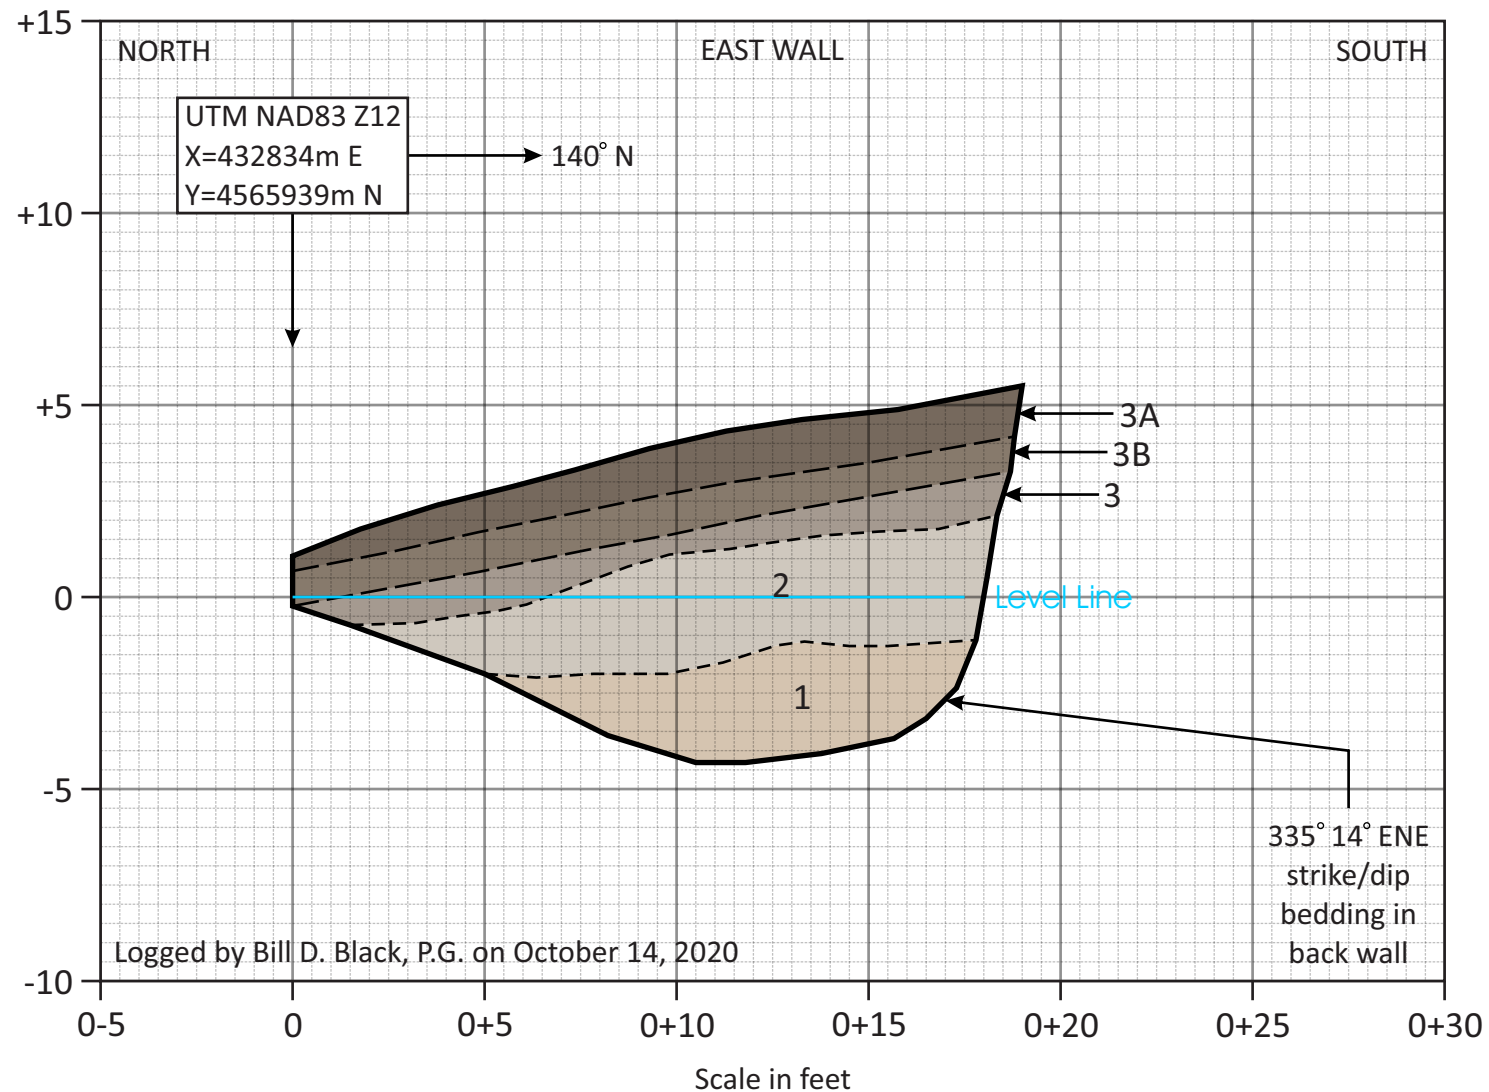 +15
NORTH
EAST WALL
SOUTH
UTM NAD83 Z12
X=432834m E
Y=4565939m N
140° N
+10
+5
3A
3B
3
0
2
Level Line
1
-5
335° 14° ENE
strike/dip
bedding in
back wall
Logged by Bill D. Black, P.G. on October 14, 2020
-10
0-5
0
0+5
0+10
0+15
0+20
0+25
0+30
Scale in feet